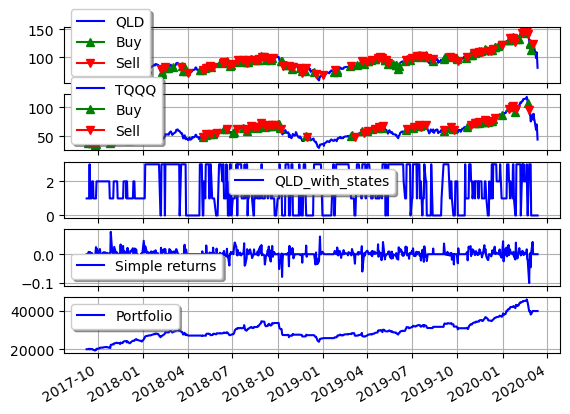 QLD
Buy
Sell
150
100
TQQQ
Buy
Sell
100
50
QLD_with_states
2
0
Simple returns
0.0
−0.1
Portfolio
40000
20000
2017-10 2018-01 2018-04 2018-07 2018-10 2019-01 2019-04 2019-07 2019-10 2020-01 2020-04